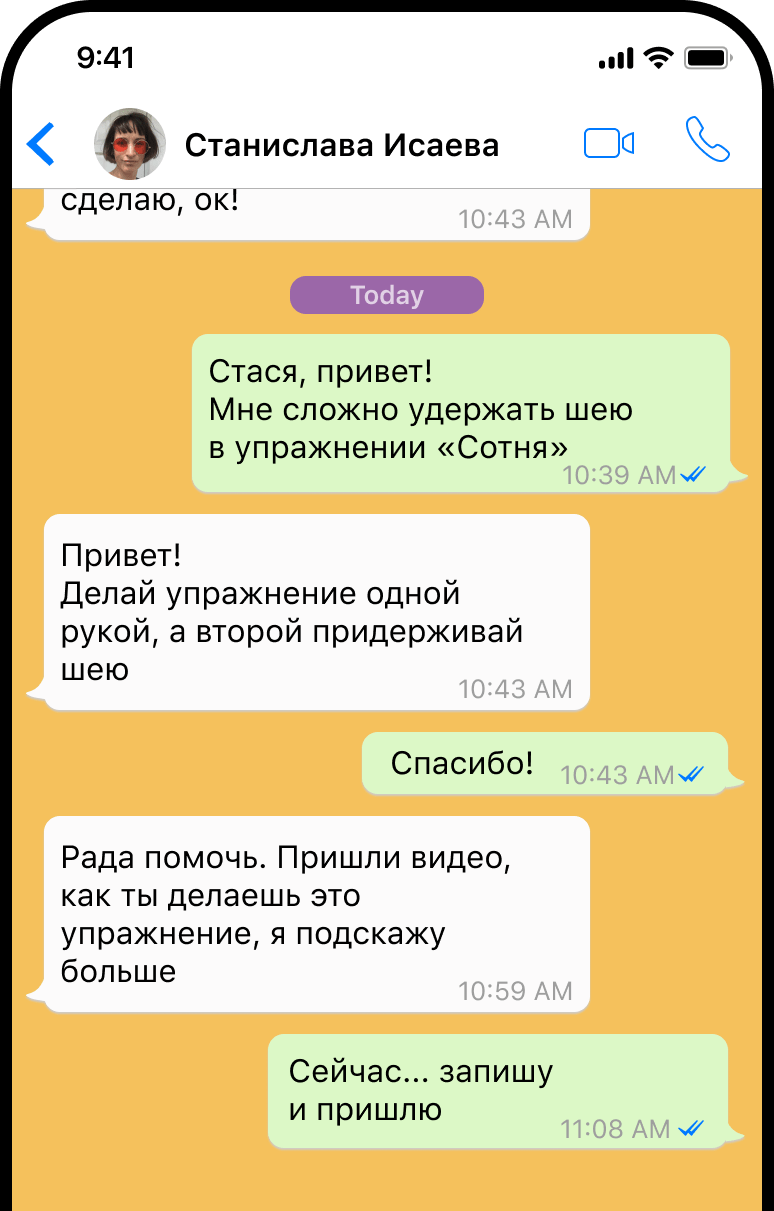 9:41
Станислава Исаева
сделаю, ок!
10:43 AM
Today
Стася, привет!
Мне сложно удержать шею
в упражнении «Сотня»
10:39 AM
Привет!
Делай упражнение одной
рукой, а второй придерживай
шею
10:43 AM
Спасибо!
10:43 AM
Рада помочь. Пришли видео,
как ты делаешь это
упражнение, я подскажу
больше
10:59 AM
Сейчас... запишу
и пришлю
11:08 AM